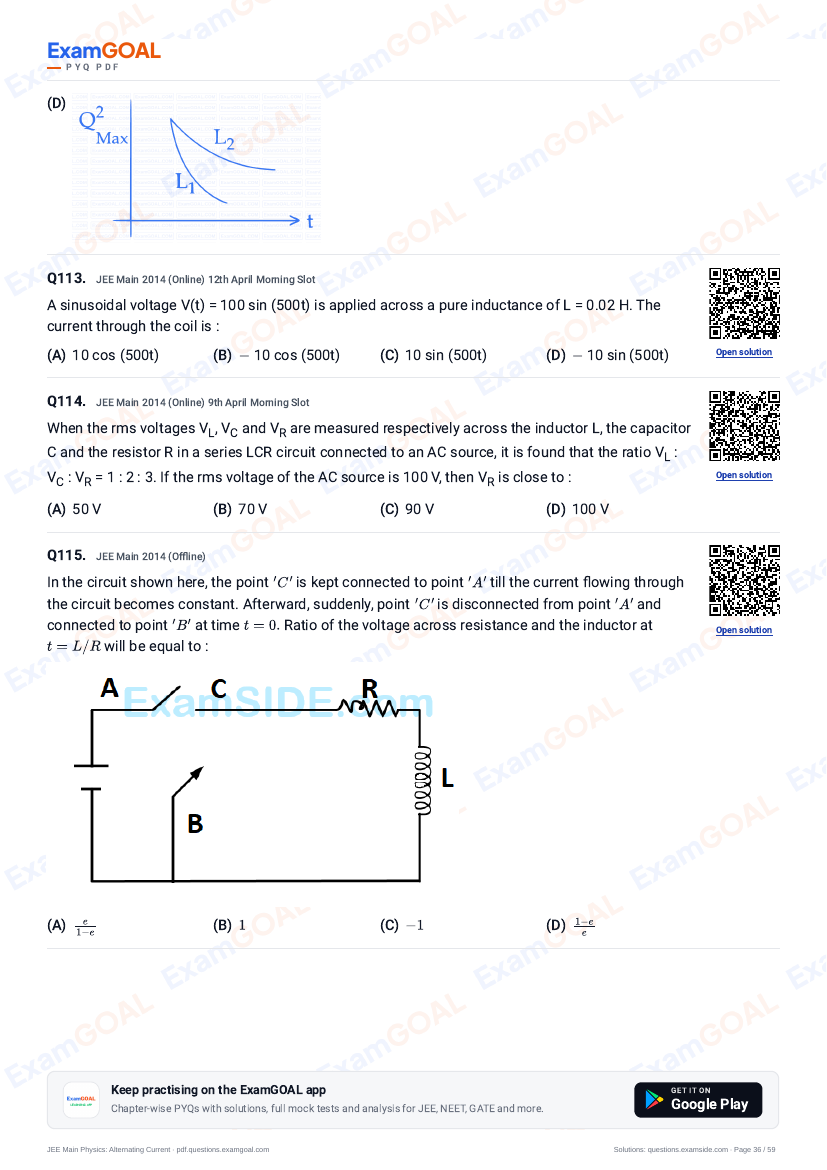 ExamGOAL
PYQ PDF
(D)
Q²Max
L₂
L₁
t
Q113. JEE Main 2014 (Online) 12th April Morning Slot
A sinusoidal voltage V(t) = 100 sin (500t) is applied across a pure inductance of L = 0.02 H. The
current through the coil is :
(A) 10 cos (500t) (B) − 10 cos (500t) (C) 10 sin (500t) (D) − 10 sin (500t)
Open solution
Q114. JEE Main 2014 (Online) 9th April Morning Slot
When the rms voltages V_L, V_C and V_R are measured respectively across the inductor L, the capacitor
C and the resistor R in a series LCR circuit connected to an AC source, it is found that the ratio V_L :
V_C : V_R = 1 : 2 : 3. If the rms voltage of the AC source is 100 V, then V_R is close to :
(A) 50 V (B) 70 V (C) 90 V (D) 100 V
Open solution
Q115. JEE Main 2014 (Offline)
In the circuit shown here, the point ′C′ is kept connected to point ′A′ till the current flowing through
the circuit becomes constant. Afterward, suddenly, point ′C′ is disconnected from point ′A′ and
connected to point ′B′ at time t = 0. Ratio of the voltage across resistance and the inductor at
t = L/R will be equal to :
Open solution
A C R
ExamSIDE.com
L
B
(A) e/(1−e) (B) 1 (C) −1 (D) (1−e)/e
ExamGOAL
Keep practising on the ExamGOAL app
Chapter-wise PYQs with solutions, full mock tests and analysis for JEE, NEET, GATE and more.
GET IT ON
Google Play
JEE Main Physics: Alternating Current · pdf.questions.examgoal.com
Solutions: questions.examside.com · Page 36 / 59